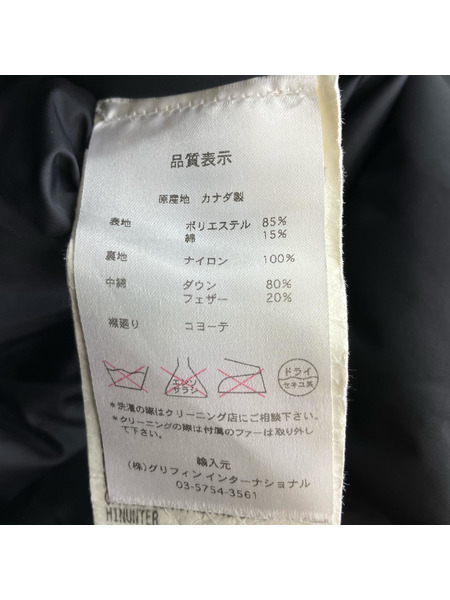 品質表示
原産地 カナダ製
表地 ポリエステル 85%
綿 15%
裏地 ナイロン 100%
中綿 ダウン 80%
フェザー 20%
襟廻り コヨーテ
エンソサラシ
ドライ
セキユ系
*洗濯の際はクリーニング店にご相談下さい。
*クリーニングの際は付属のファーは取り外し
て下さい。
輸入元
(株)グリフィン インターナショナル
03-5754-3561